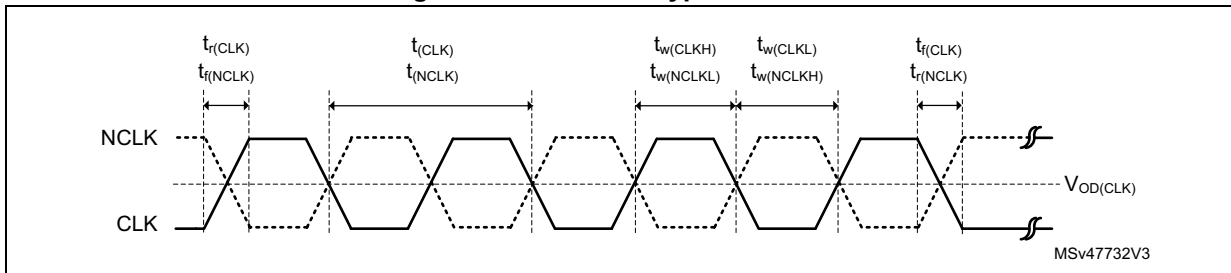 t_r(CLK) t_(CLK) t_w(CLKH) t_w(CLKL) t_f(CLK)
t_f(NCLK) t_(NCLK) t_w(NCLKL) t_w(NCLKH) t_r(NCLK)
NCLK
V_OD(CLK)
CLK
MSv47732V3